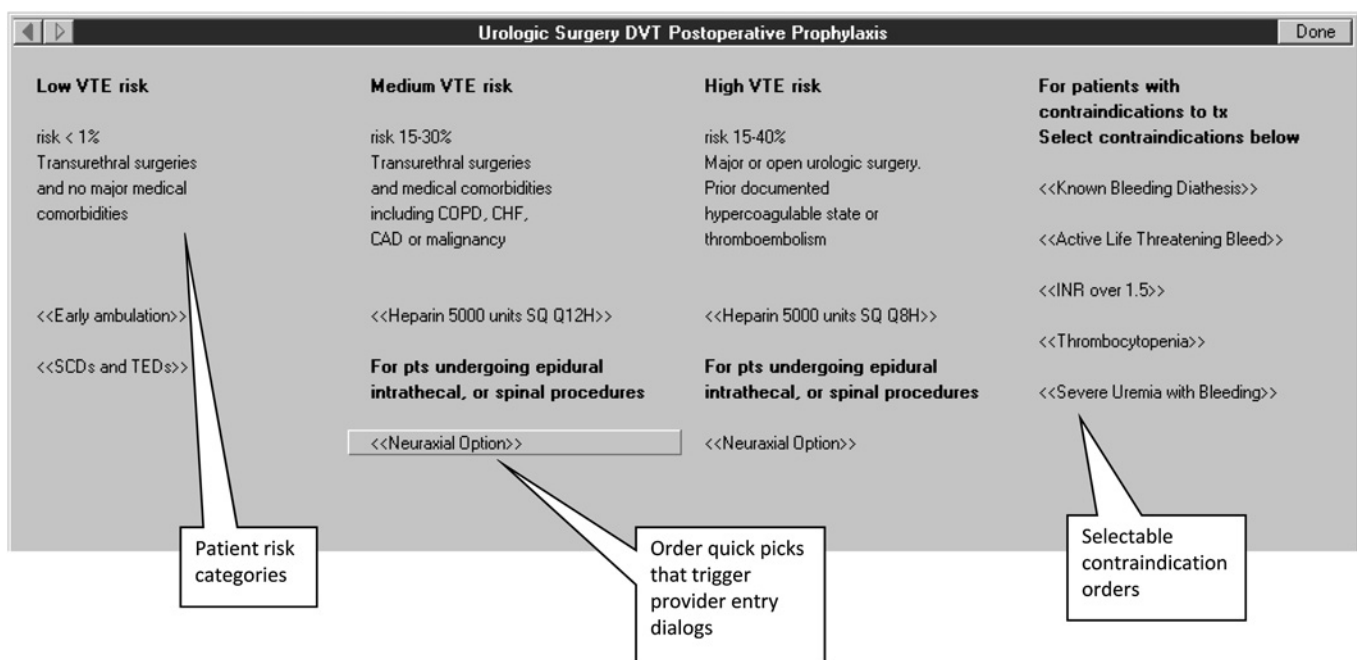 Urologic Surgery DVT Postoperative Prophylaxis
Done
Low VTE risk
risk < 1%
Transurethral surgeries
and no major medical
comorbidities
<<Early ambulation>>
<<SCDs and TEDs>>
Medium VTE risk
risk 15-30%
Transurethral surgeries
and medical comorbidities
including COPD, CHF,
CAD or malignancy
<<Heparin 5000 units SQ Q12H>>
For pts undergoing epidural
intrathecal, or spinal procedures
<<Neuraxial Option>>
High VTE risk
risk 15-40%
Major or open urologic surgery.
Prior documented
hypercoagulable state or
thromboembolism
<<Heparin 5000 units SQ Q8H>>
For pts undergoing epidural
intrathecal, or spinal procedures
<<Neuraxial Option>>
For patients with
contraindications to tx
Select contraindications below
<<Known Bleeding Diathesis>>
<<Active Life Threatening Bleed>>
<<INR over 1.5>>
<<Thrombocytopenia>>
<<Severe Uremia with Bleeding>>
Patient risk
categories
Order quick picks
that trigger
provider entry
dialogs
Selectable
contraindication
orders